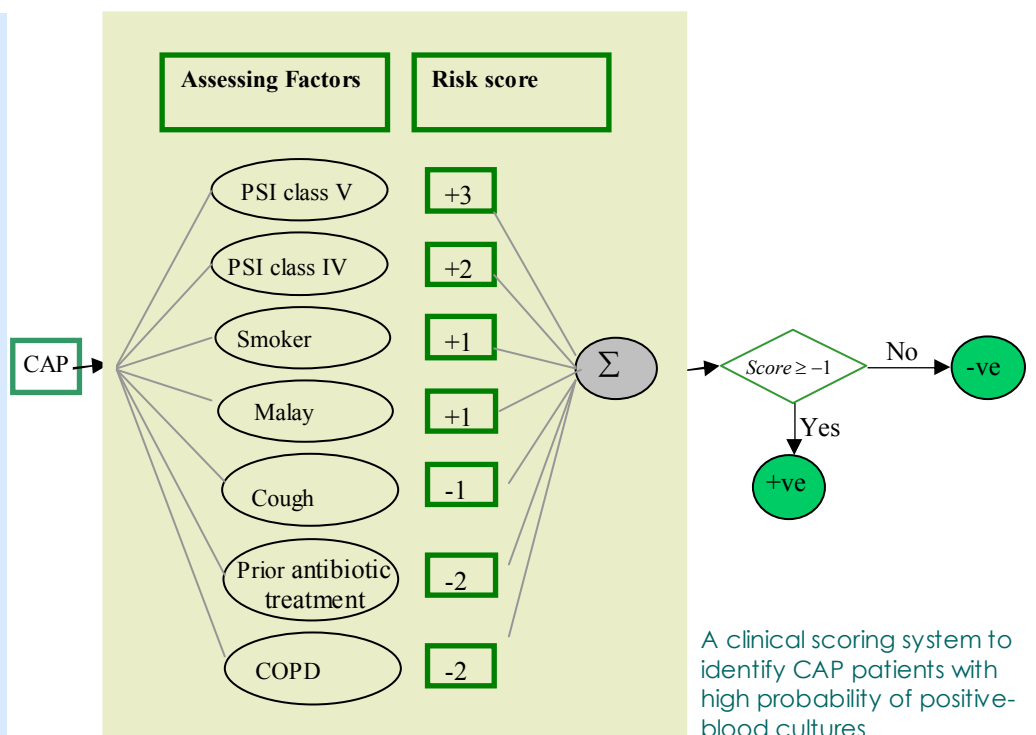 Assessing Factors
Risk score
PSI class V
+3
PSI class IV
+2
Smoker
+1
Malay
+1
Cough
-1
Prior antibiotic
treatment
-2
COPD
-2
CAP
Σ
Score ≥ −1
No
-ve
Yes
+ve
A clinical scoring system to
identify CAP patients with
high probability of positive-
blood cultures